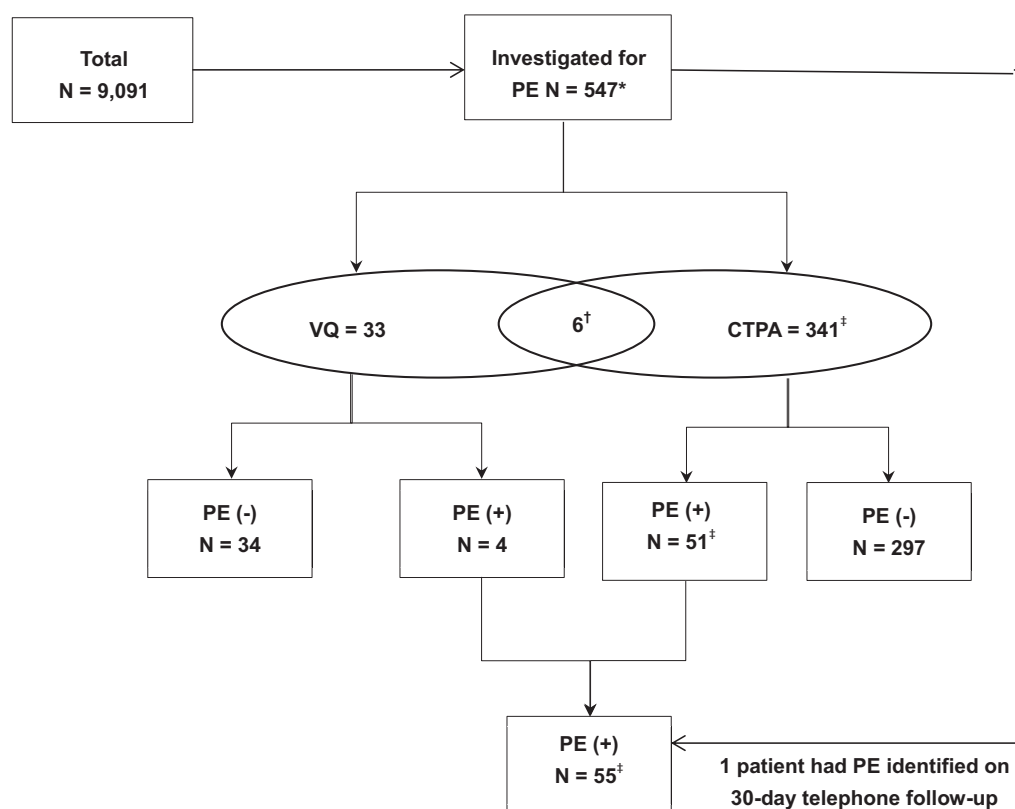 Total
N = 9,091
Investigated for
PE N = 547*
VQ = 33
6†
CTPA = 341‡
PE (-)
N = 34
PE (+)
N = 4
PE (+)
N = 51‡
PE (-)
N = 297
PE (+)
N = 55‡
1 patient had PE identified on
30-day telephone follow-up